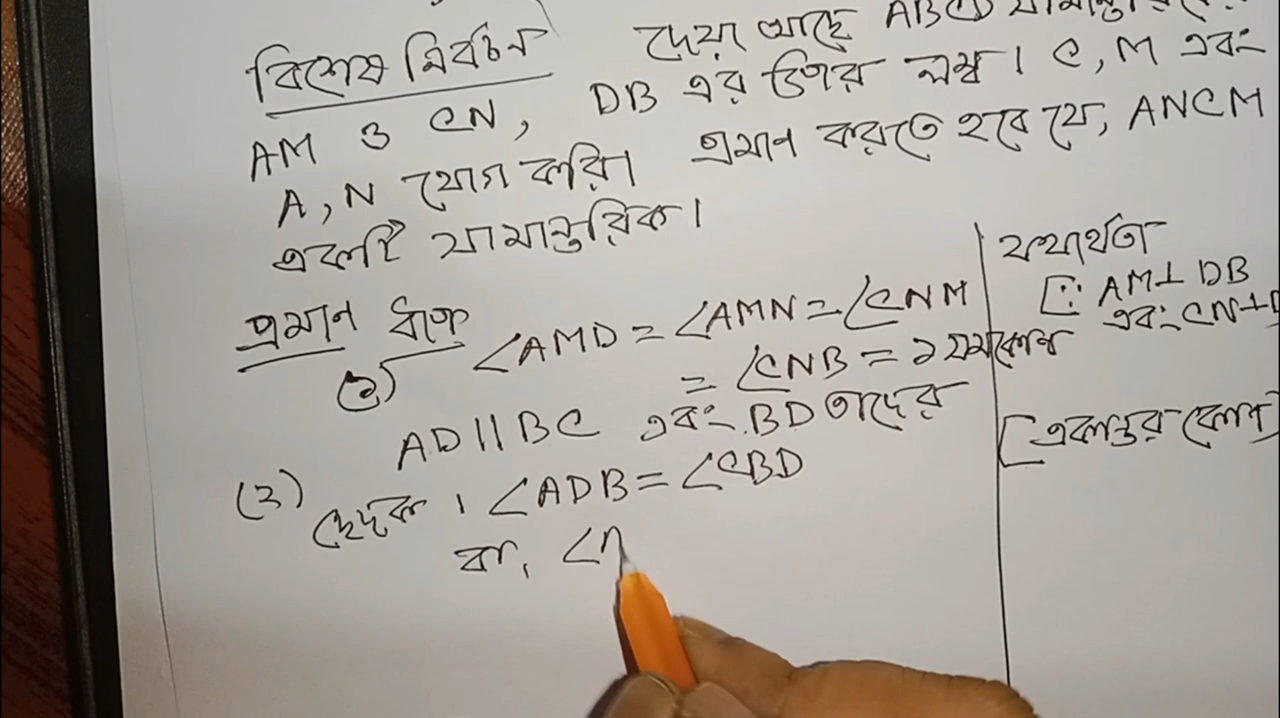 বিশেষ নির্বচন দেয়া আছে ABCD
AM ও CN, DB এর উপর লম্ব। C, M এবং
A, N যোগ করি। প্রমাণ করতে হবে যে, ANCM
একটি সামান্তরিক।
প্রমাণ ধাপ যথার্থতা
(১) ∠AMD = ∠AMN = ∠CNM [∵ AM⊥ DB
= ∠CNB = ১ সমকোণ এবং CN⊥
(২) AD || BC এবং BD তাদের [একান্তর কোণ]
ছেদক। ∠ADB = ∠CBD
বা, ∠